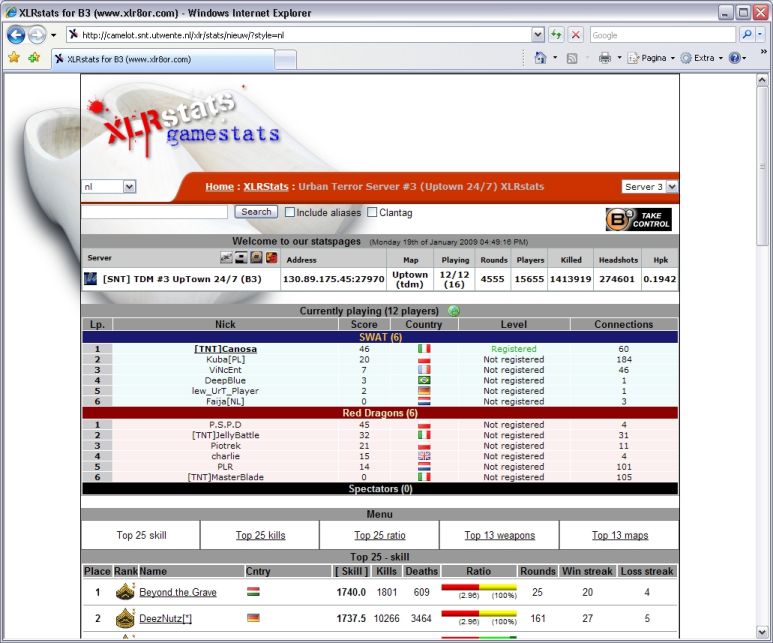 XLRstats for B3 (www.xlr8or.com) - Windows Internet Explorer
http://camelot.snt.utwente.nl/xlr/stats/nieuw/?style=nl
Google
XLRstats for B3 (www.xlr8or.com)
Pagina
Extra
XLRstats
gamestats
nl
Home : XLRStats : Urban Terror Server #3 (Uptown 24/7) XLRstats
Server 3
Search Include aliases Clantag
B3 TAKE CONTROL
Welcome to our statspages (Monday 19th of January 2009 04:49:16 PM)
Server Address Map Playing Rounds Players Killed Headshots Hpk
[SNT] TDM #3 UpTown 24/7 (B3) 130.89.175.45:27970 Uptown (tdm) 12/12 (16) 4555 15655 1413919 274601 0.1942
Currently playing (12 players)
Lp. Nick Score Country Level Connections
SWAT (6)
1 [TNT]Canosa 46 Registered 60
2 Kuba[PL] 20 Not registered 184
3 ViNcEnt 7 Not registered 46
4 DeepBlue 3 Not registered 1
5 lew_UrT_Player 2 Not registered 1
6 Faija[NL] 0 Not registered 3
Red Dragons (6)
1 P.S.P.D 45 Not registered 4
2 [TNT]JellyBattle 32 Not registered 31
3 Piotrek 21 Not registered 11
4 charlie 15 Not registered 4
5 PLR 14 Not registered 101
6 [TNT]MasterBlade 0 Not registered 105
Spectators (0)
Menu
Top 25 skill Top 25 kills Top 25 ratio Top 13 weapons Top 13 maps
Top 25 - skill
Place Rank Name Cntry [ Skill ] Kills Deaths Ratio Rounds Win streak Loss streak
1 Beyond the Grave 1740.0 1801 609 (2.96) (100%) 25 20 4
2 DeezNutz[*] 1737.5 10266 3464 (2.96) (100%) 161 27 5